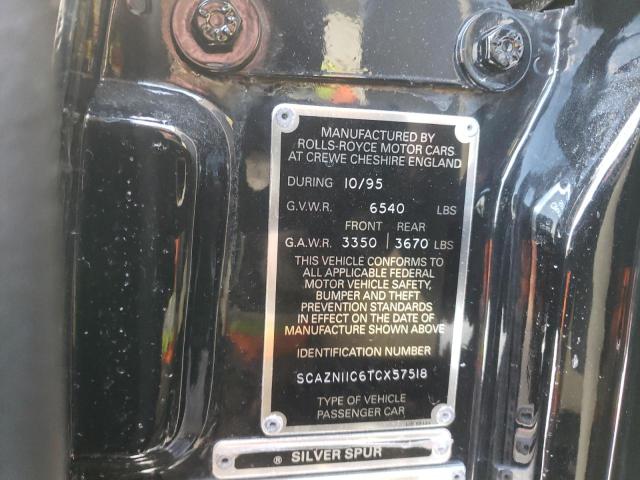 MANUFACTURED BY
ROLLS-ROYCE MOTOR CARS
AT CREWE CHESHIRE ENGLAND
DURING 10/95
G.V.W.R. 6540 LBS
FRONT REAR
G.A.W.R. 3350 | 3670 LBS
THIS VEHICLE CONFORMS TO
ALL APPLICABLE FEDERAL
MOTOR VEHICLE SAFETY,
BUMPER AND THEFT
PREVENTION STANDARDS
IN EFFECT ON THE DATE OF
MANUFACTURE SHOWN ABOVE
IDENTIFICATION NUMBER
SCAZN11C6TCX57518
TYPE OF VEHICLE
PASSENGER CAR
® SILVER SPUR